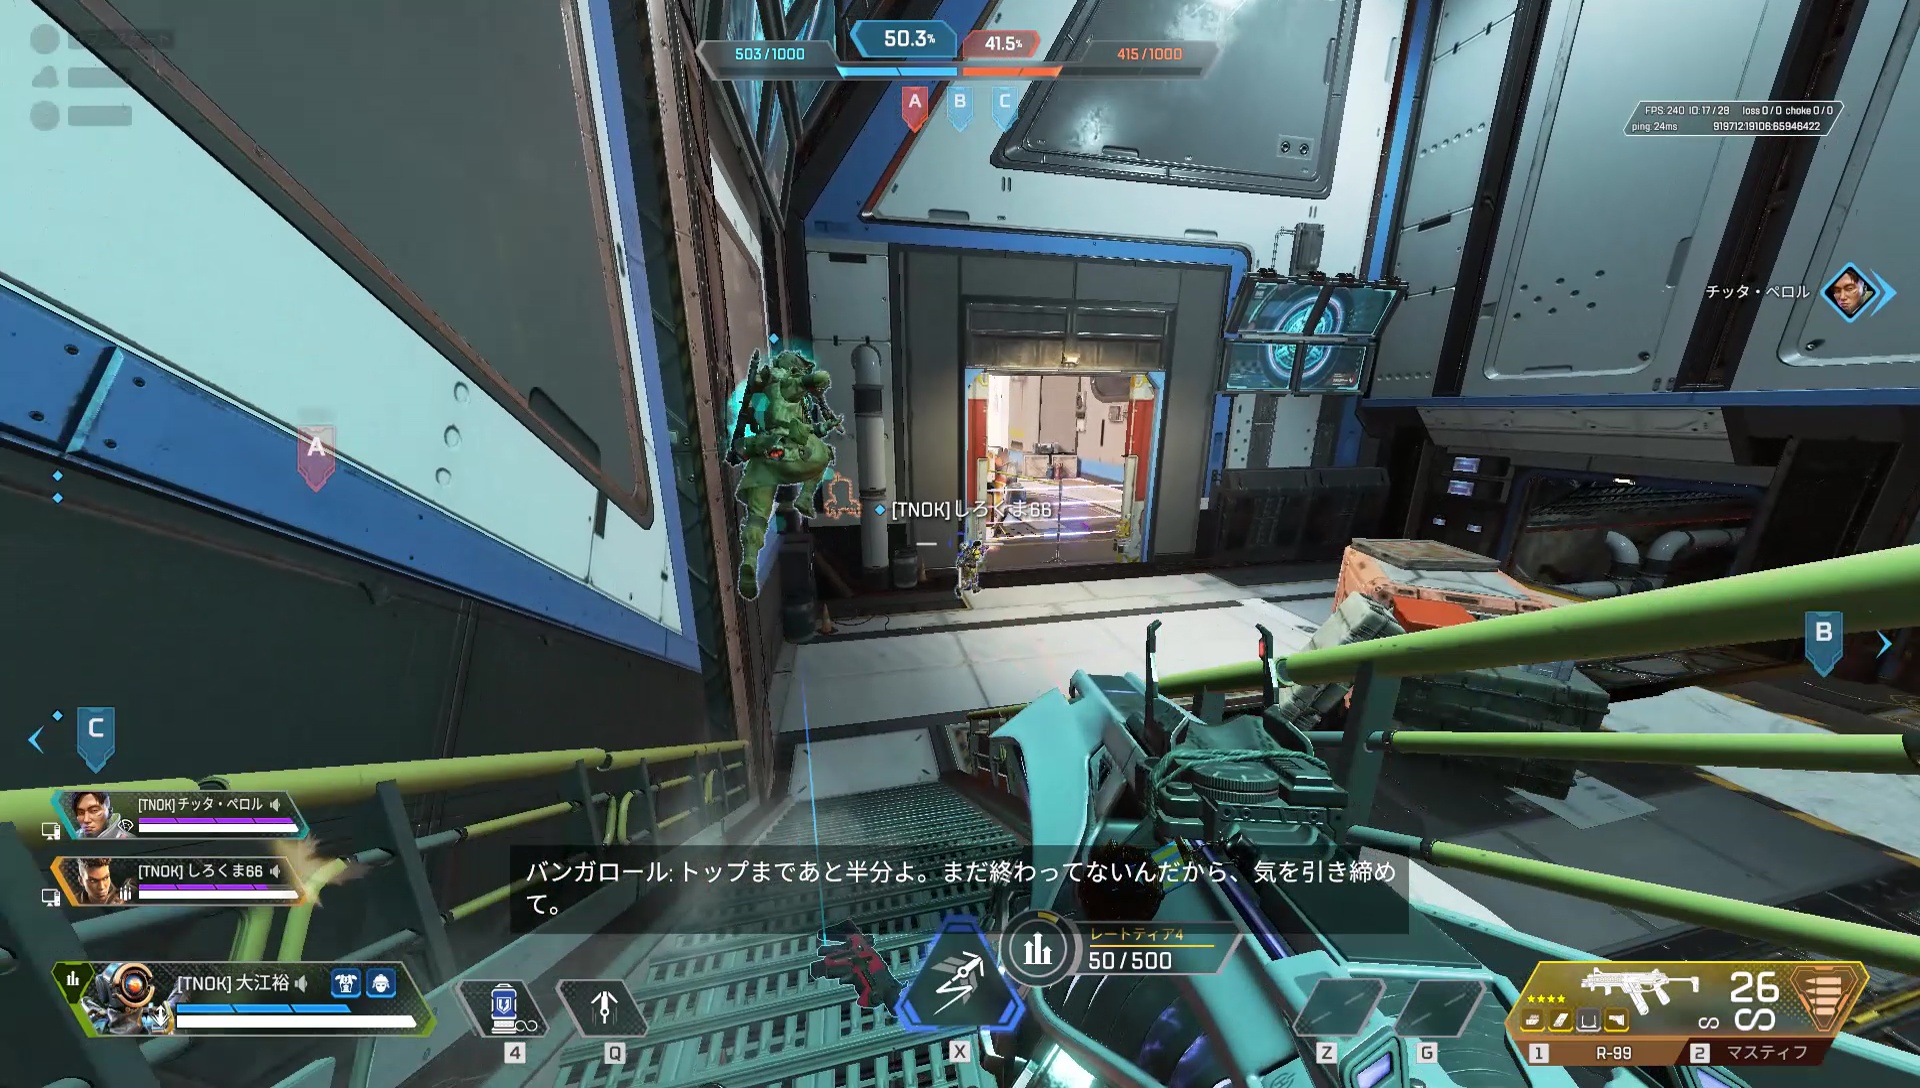 503/1000
50.3%
41.5%
415/1000
A
B
C
FPS:240 IO:17/28 loss:0/0 choke:0/0
ping:24ms
チッタ・ペロル
A
[TNOK]しろくま66
B
C
[TNOK]チッタ・ペロル
[TNOK]しろくま66
バンガロール:トップまであと半分よ。まだ終わってないんだから、気を引き締め
て。
レートティア4
50/500
[TNOK]大江裕
26
∞
∞
∞
4
Q
X
Z
G
1
R-99
2
マスティフ